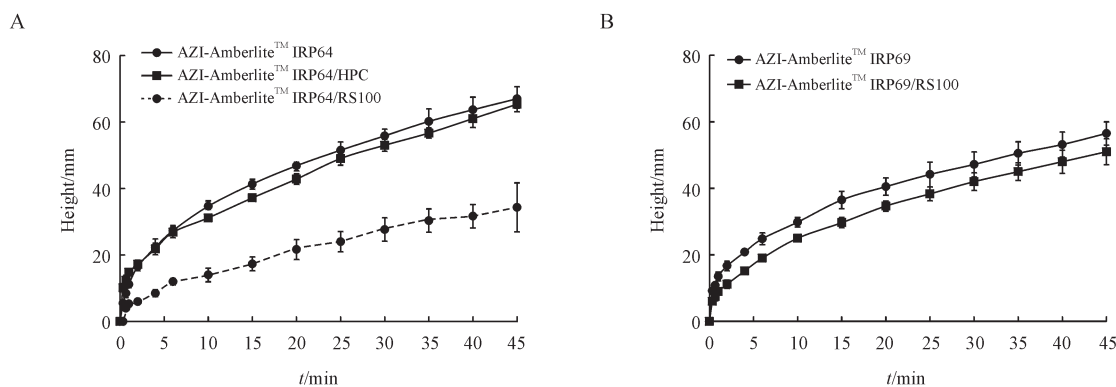 A
AZI-Amberlite™ IRP64
AZI-Amberlite™ IRP64/HPC
AZI-Amberlite™ IRP64/RS100
Height/mm
80
60
40
20
0
0 5 10 15 20 25 30 35 40 45
t/min
B
AZI-Amberlite™ IRP69
AZI-Amberlite™ IRP69/RS100
Height/mm
80
60
40
20
0
0 5 10 15 20 25 30 35 40 45
t/min